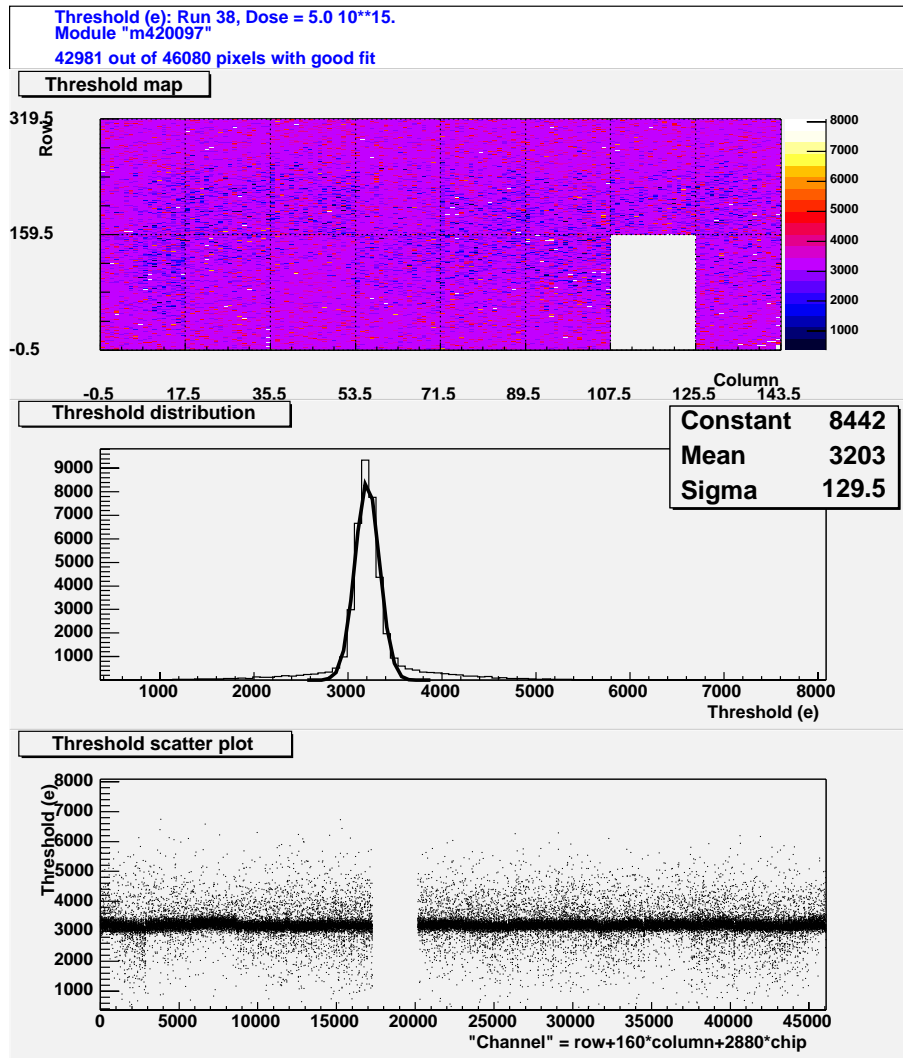 Threshold (e): Run 38, Dose = 5.0 10**15.
Module "m420097"
42981 out of 46080 pixels with good fit
Threshold map
319.5
159.5
-0.5
Row
8000
7000
6000
5000
4000
3000
2000
1000
-0.5 17.5 35.5 53.5 71.5 89.5 107.5 125.5 143.5
Column
Threshold distribution
Constant 8442
Mean 3203
Sigma 129.5
9000
8000
7000
6000
5000
4000
3000
2000
1000
1000 2000 3000 4000 5000 6000 7000 8000
Threshold (e)
Threshold scatter plot
Threshold (e)
8000
7000
6000
5000
4000
3000
2000
1000
0 5000 10000 15000 20000 25000 30000 35000 40000 45000
"Channel" = row+160*column+2880*chip